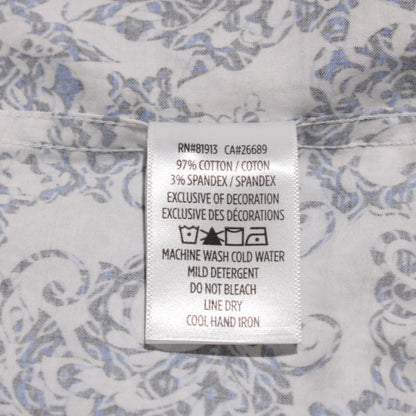 RN#81913 CA#26689
97% COTTON / COTON
3% SPANDEX / SPANDEX
EXCLUSIVE OF DECORATION
EXCLUSIVE DES DÉCORATIONS
MACHINE WASH COLD WATER
MILD DETERGENT
DO NOT BLEACH
LINE DRY
COOL HAND IRON